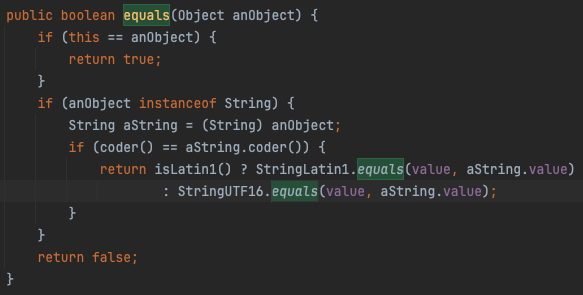 public boolean equals(Object anObject) {
    if (this == anObject) {
        return true;
    }
    if (anObject instanceof String) {
        String aString = (String) anObject;
        if (coder() == aString.coder()) {
            return isLatin1() ? StringLatin1.equals(value, aString.value)
                    : StringUTF16.equals(value, aString.value);
        }
    }
    return false;
}